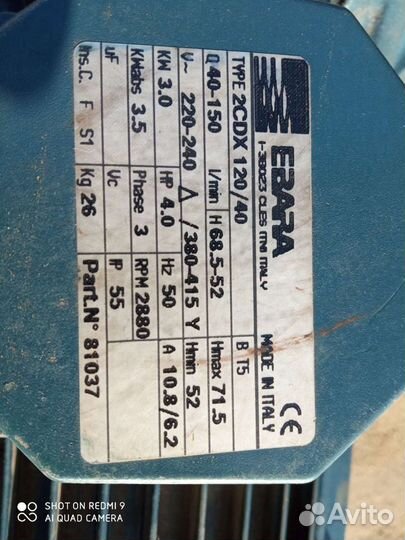 EBARA
I-38023 CLES (TN) ITALY
MADE IN ITALY
CE
TYPE 2CDX 120/40
B T5
Q 40-150 l/min H 68.5-52 Hmax 71.5
V~ 220-240 Δ /380-415 Y Hmin 52
KW 3.0 HP 4.0 Hz 50 A 10.8/6.2
KWabs 3.5 Phase 3 RPM 2880
uF Vc IP 55
Ins.C. F S1 Kg 26 Part.N° 81037
SHOT ON REDMI 9
AI QUAD CAMERA
Avito